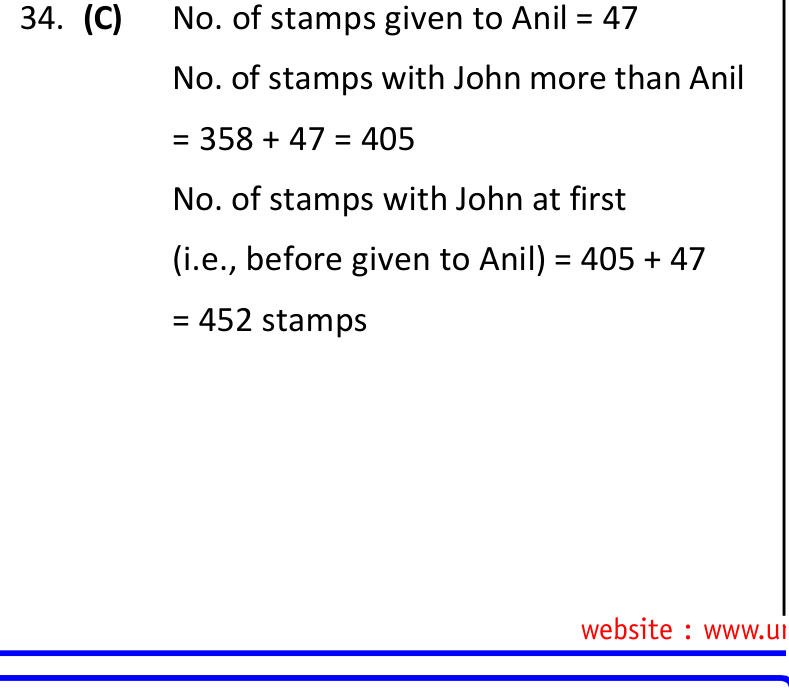 34. (C) No. of stamps given to Anil = 47
No. of stamps with John more than Anil
= 358 + 47 = 405
No. of stamps with John at first
(i.e., before given to Anil) = 405 + 47
= 452 stamps
website : www.